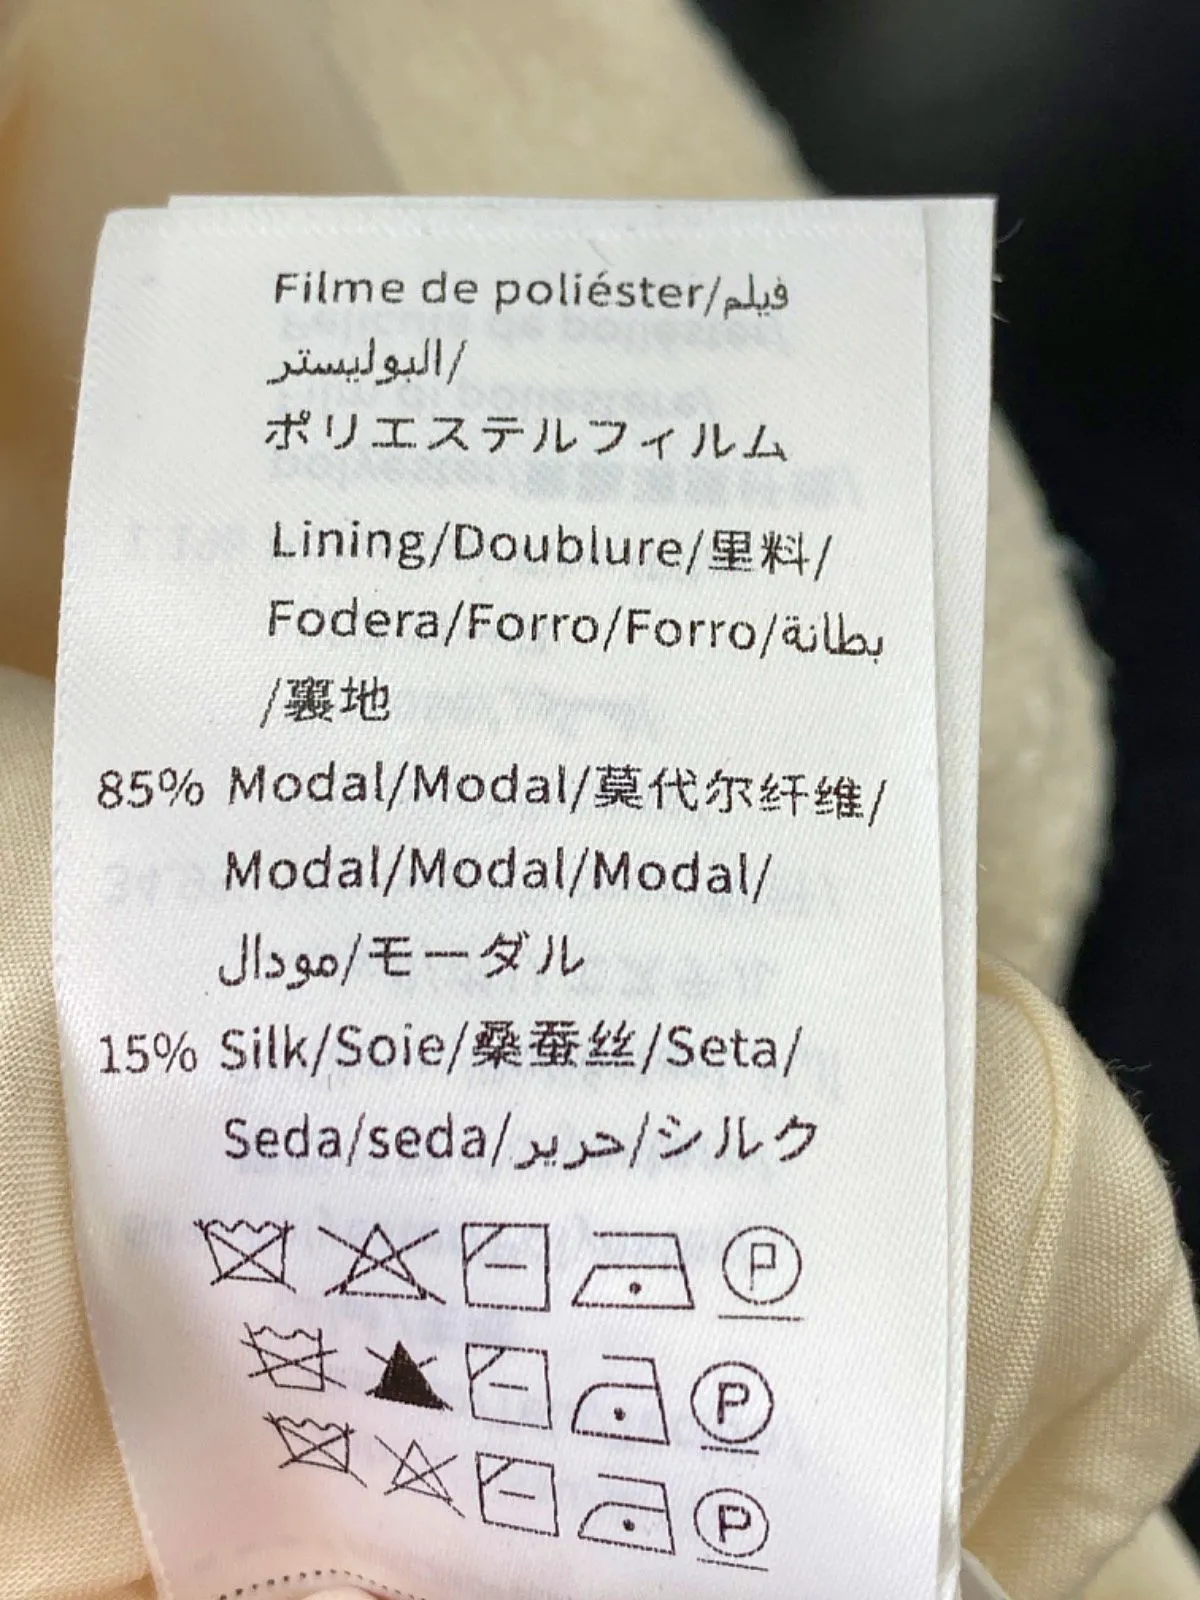 Filme de poliéster/فيلم
البوليستر/
ポリエステルフィルム
Lining/Doublure/里料/
Fodera/Forro/Forro/بطانة
/裏地
85% Modal/Modal/莫代尔纤维/
Modal/Modal/Modal/
مودال/モーダル
15% Silk/Soie/桑蚕丝/Seta/
Seda/seda/حرير/シルク
P
P
P